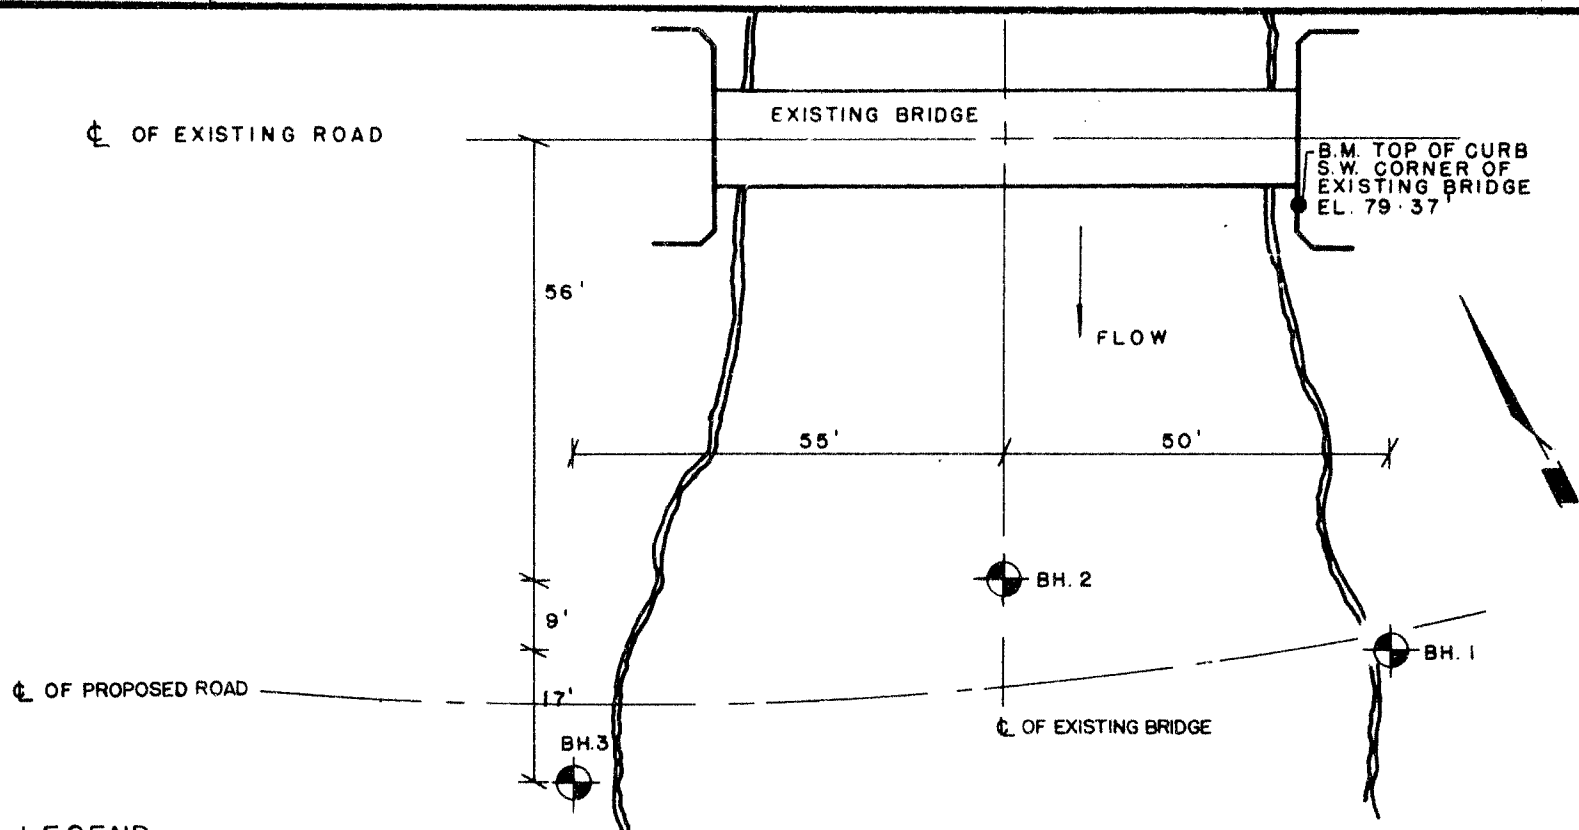 EXISTING BRIDGE
℄ OF EXISTING ROAD
B.M. TOP OF CURB
S.W. CORNER OF
EXISTING BRIDGE
EL. 79·37'
56'
FLOW
55'
50'
BH. 2
9'
BH. 1
℄ OF PROPOSED ROAD
17'
℄ OF EXISTING BRIDGE
BH.3
LEGEND